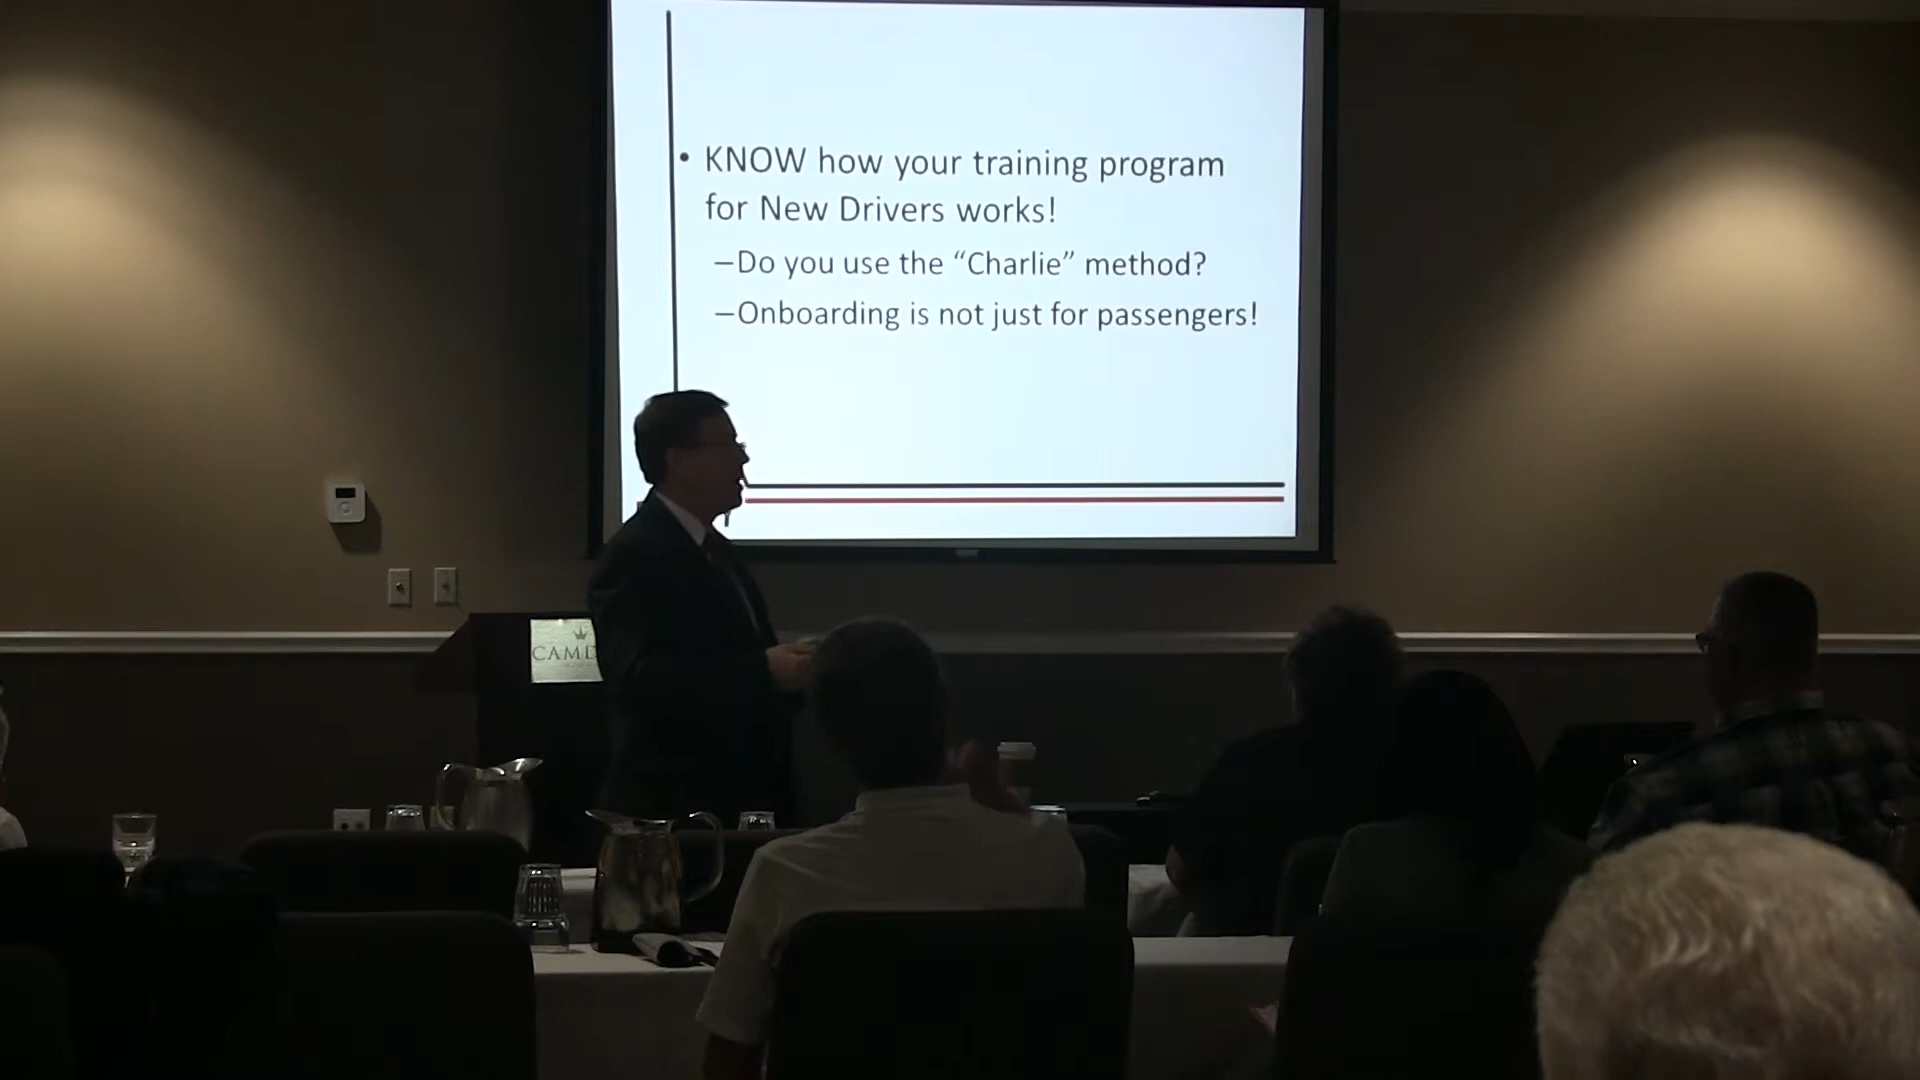 • KNOW how your training program
for New Drivers works!
–Do you use the “Charlie” method?
–Onboarding is not just for passengers!